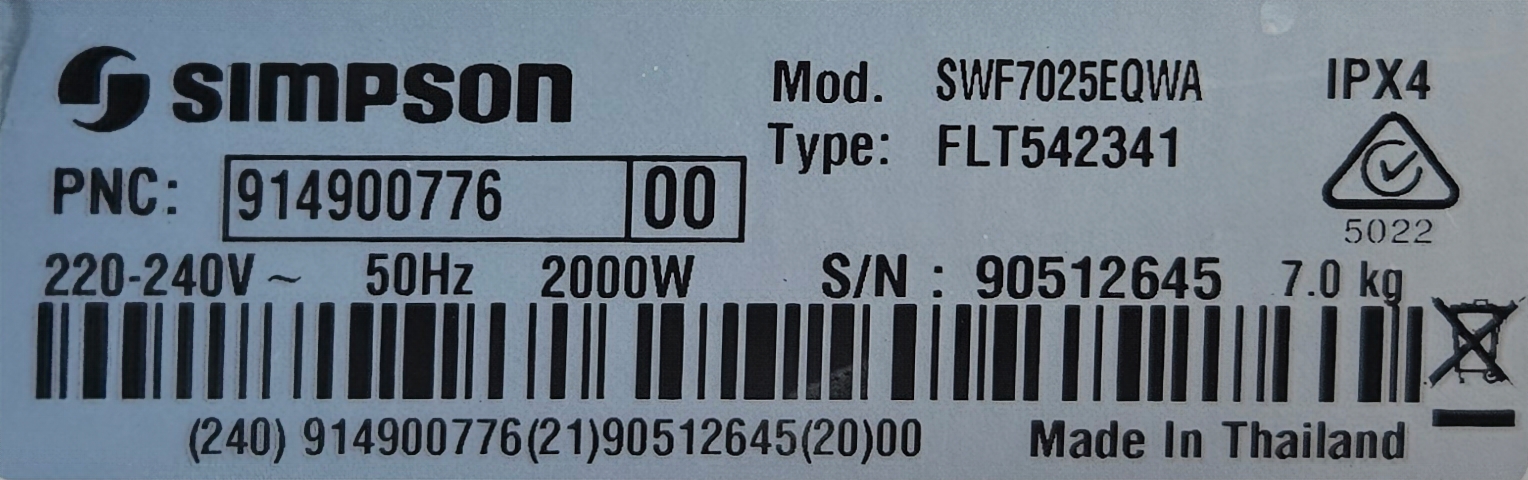 SIMPSON
Mod. SWF7025EQWA
IPX4
Type: FLT542341
PNC: 914900776 00
5022
220-240V ~ 50Hz 2000W S/N : 90512645 7.0 kg
(240) 914900776(21)90512645(20)00
Made In Thailand